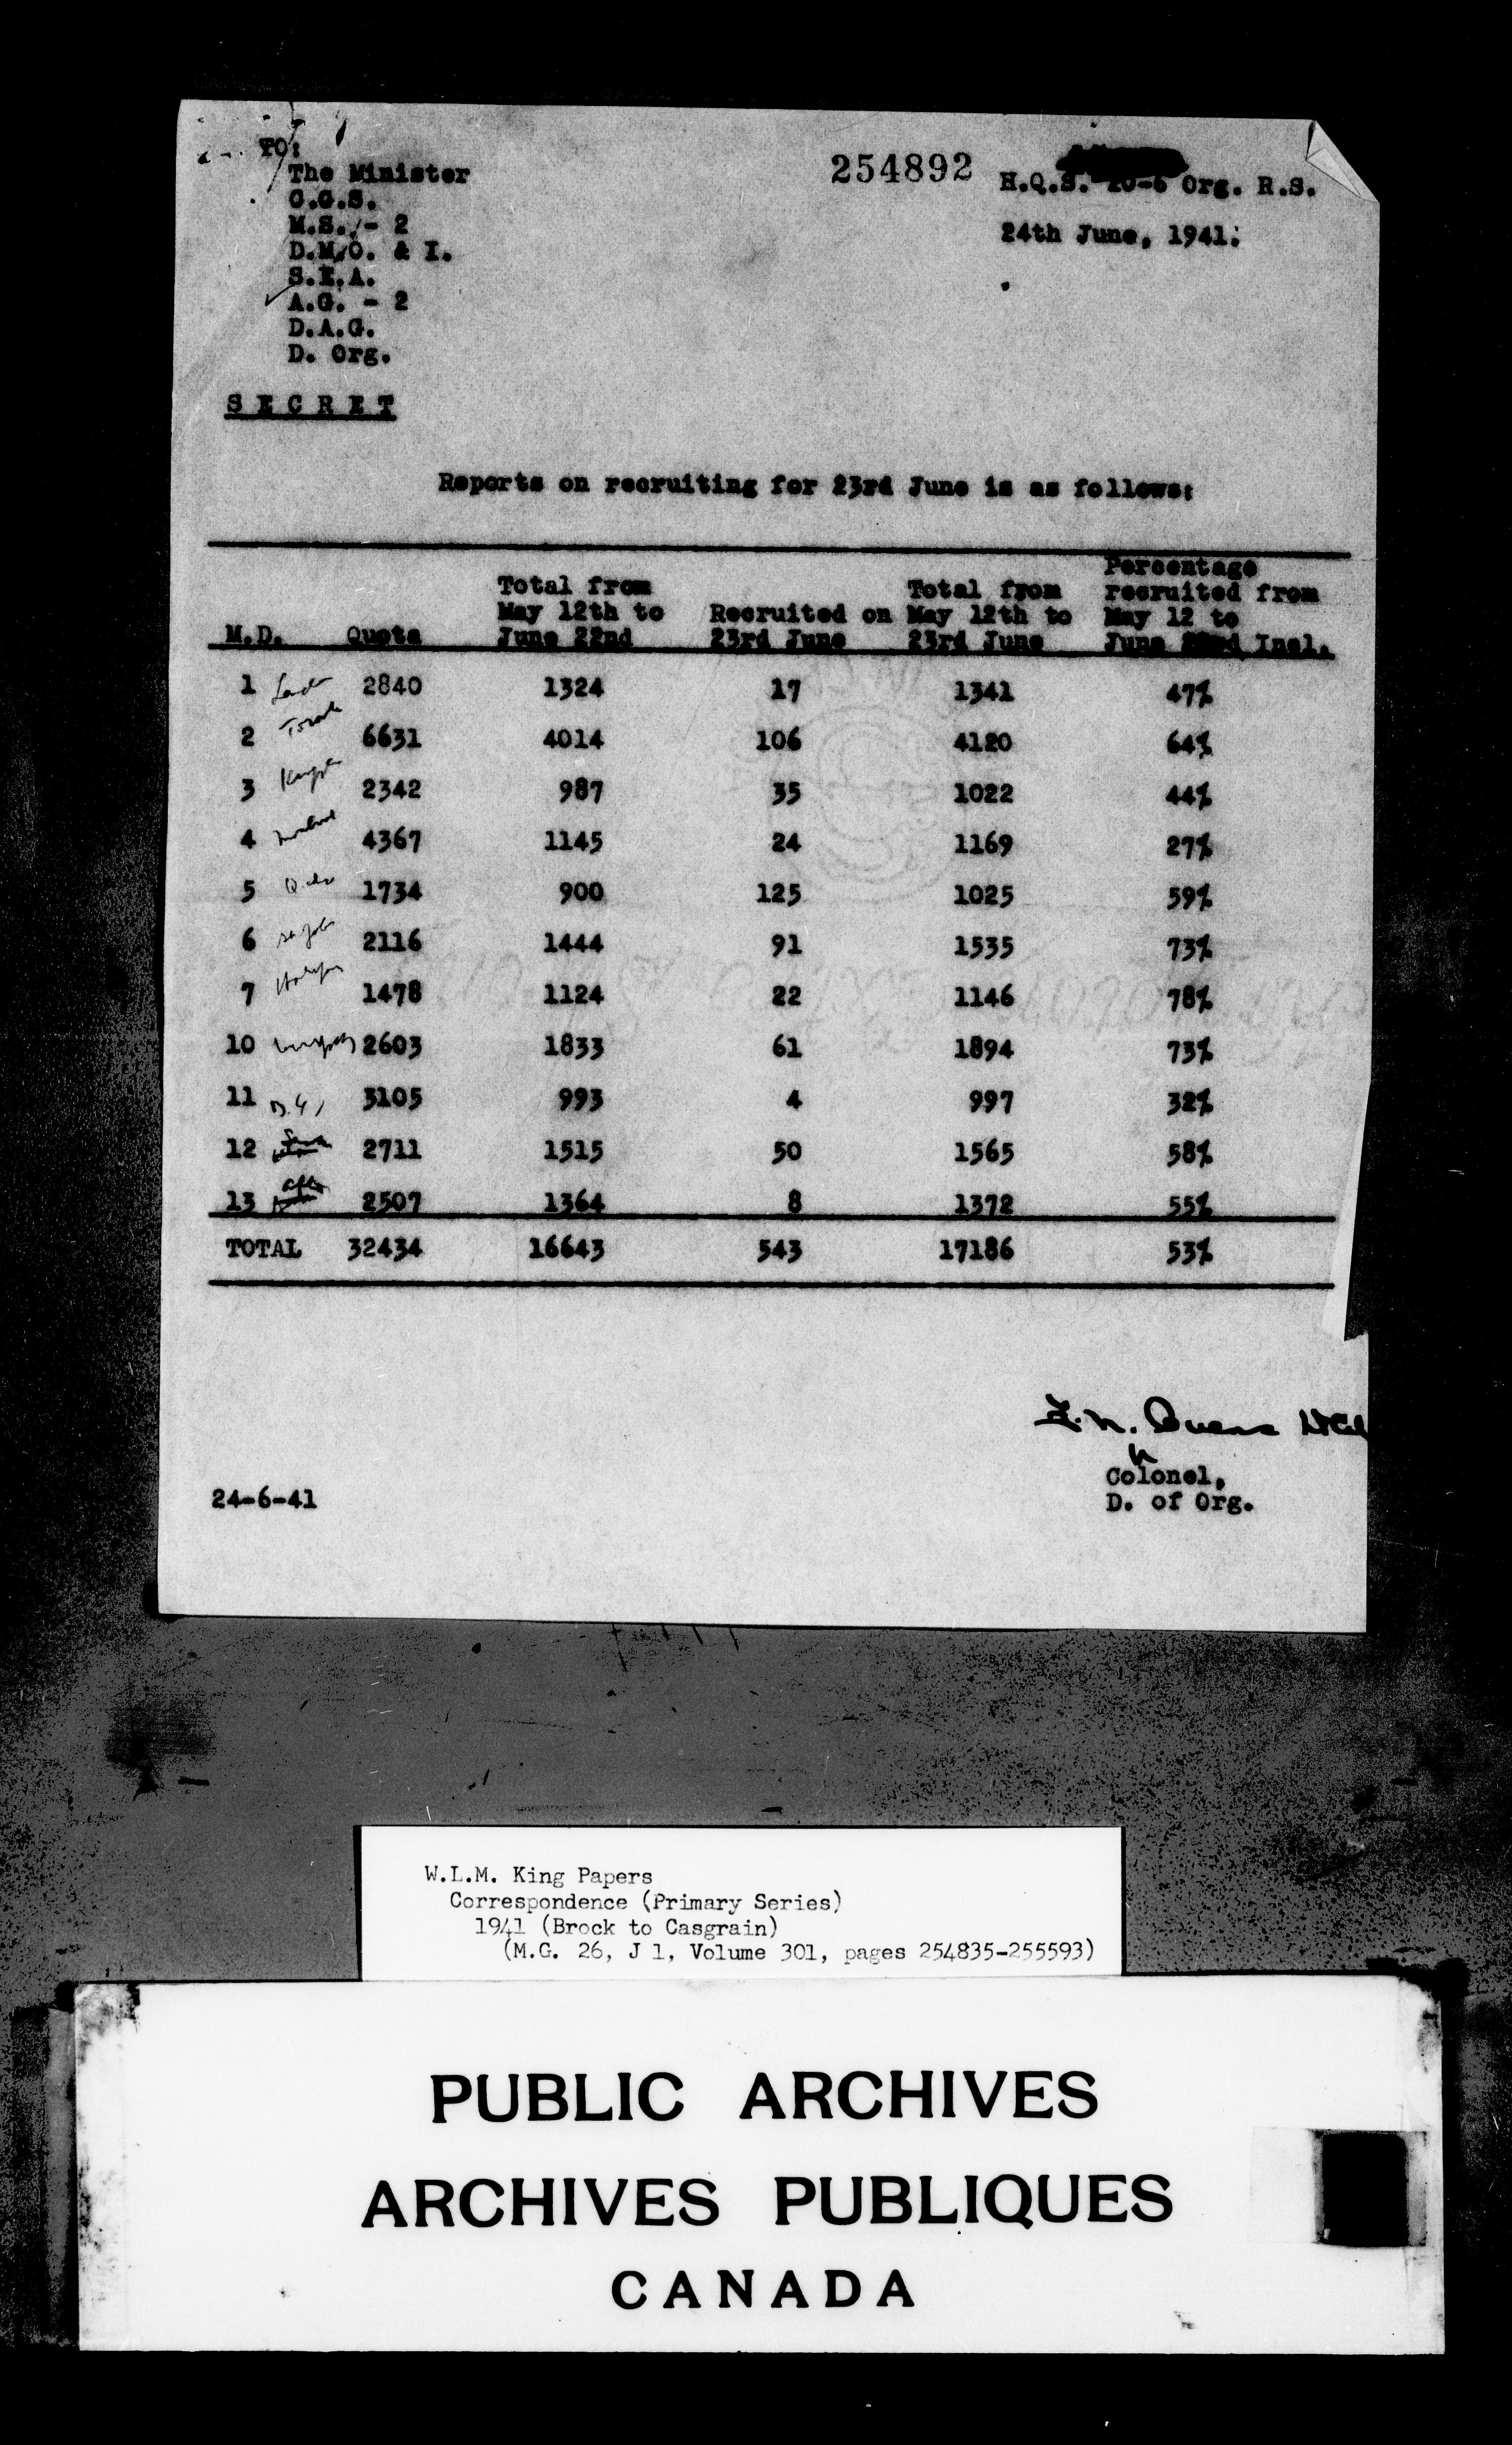 TO:
The Minister
C.G.S.
M.S. - 2
D.M.O. & I.
S.E.A.
A.G. - 2
D.A.G.
D. Org.
254892
H.Q.S. Org. R.S.
24th June, 1941.
SECRET
Reports on recruiting for 23rd June is as follows:
M.D. Quota Total from May 12th to June 22nd Recruited on 23rd June Total from May 12th to 23rd June Percentage recruited from May 12 to June Incl.
1 2840 1324 17 1341 47%
2 6631 4014 106 4120 64%
3 2342 987 35 1022 44%
4 4367 1145 24 1169 27%
5 1734 900 125 1025 59%
6 2116 1444 91 1535 73%
7 1478 1124 22 1146 78%
10 2603 1833 61 1894 73%
11 3105 993 4 997 32%
12 2711 1515 50 1565 58%
13 2507 1364 8 1372 55%
TOTAL 32434 16643 543 17186 53%
Colonel,
D. of Org.
24-6-41
W.L.M. King Papers
Correspondence (Primary Series)
1941 (Brock to Casgrain)
(M.G. 26, J 1, Volume 301, pages 254835-255593)
PUBLIC ARCHIVES
ARCHIVES PUBLIQUES
CANADA